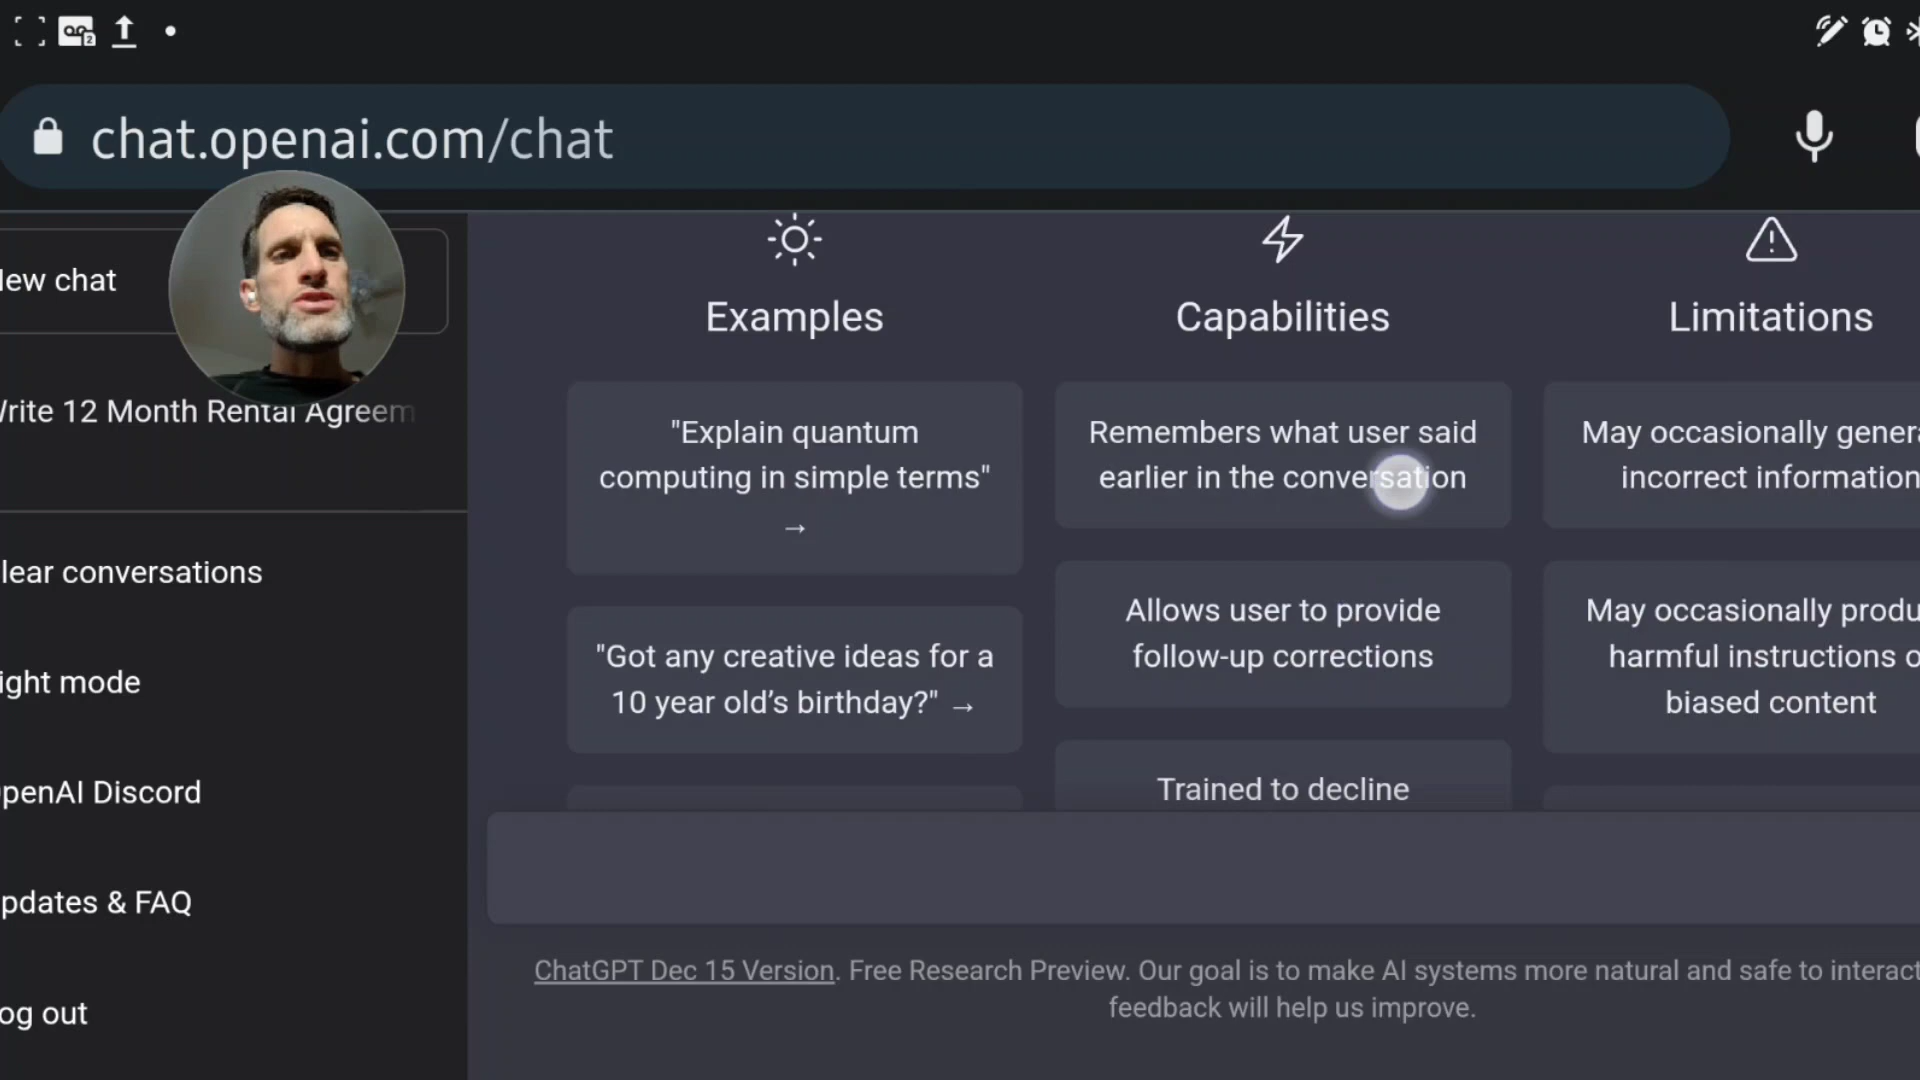 chat.openai.com/chat
ew chat
rite 12 Month Rental Agreem
lear conversations
ight mode
penAI Discord
pdates & FAQ
og out
Examples
"Explain quantum
computing in simple terms"
→
"Got any creative ideas for a
10 year old’s birthday?" →
Capabilities
Remembers what user said
earlier in the conversation
Allows user to provide
follow-up corrections
Trained to decline
Limitations
May occasionally genera
incorrect information
May occasionally produ
harmful instructions o
biased content
ChatGPT Dec 15 Version. Free Research Preview. Our goal is to make AI systems more natural and safe to interact
feedback will help us improve.